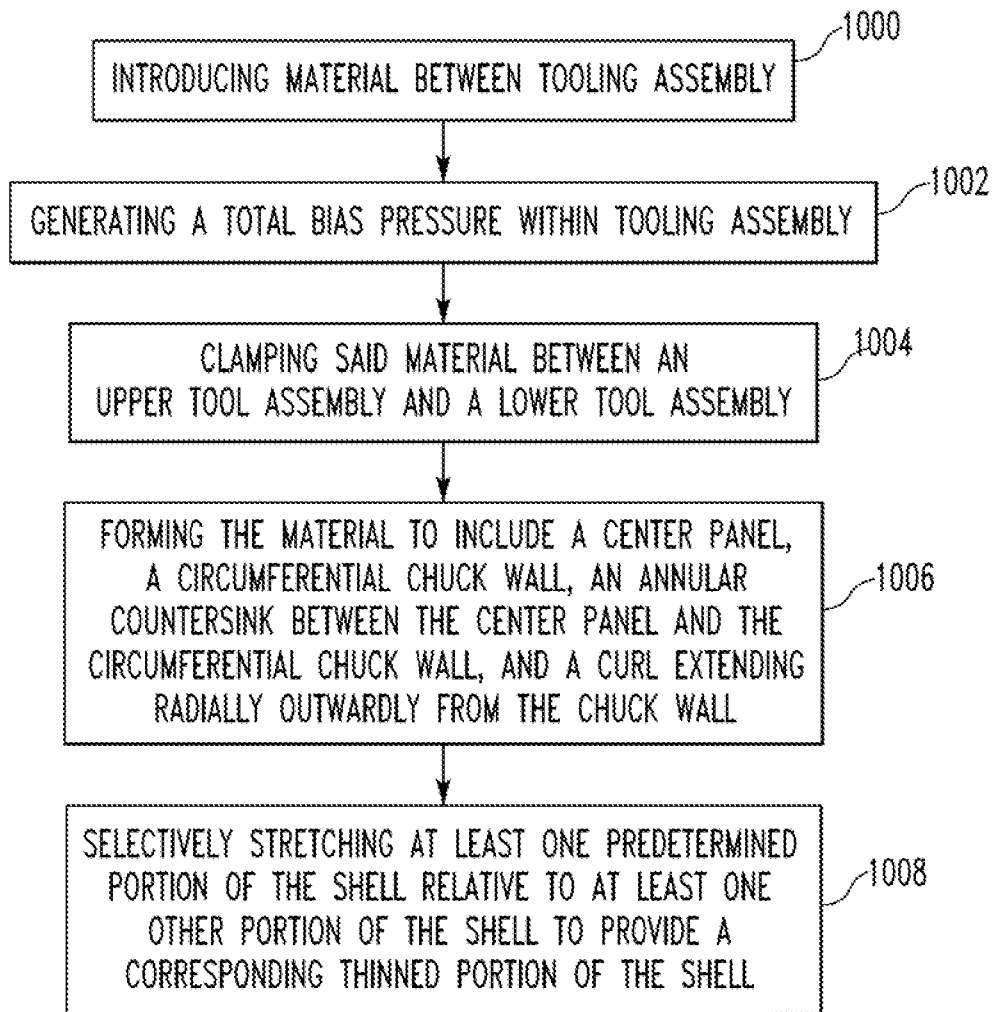 1000
INTRODUCING MATERIAL BETWEEN TOOLING ASSEMBLY
1002
GENERATING A TOTAL BIAS PRESSURE WITHIN TOOLING ASSEMBLY
1004
CLAMPING SAID MATERIAL BETWEEN AN
UPPER TOOL ASSEMBLY AND A LOWER TOOL ASSEMBLY
1006
FORMING THE MATERIAL TO INCLUDE A CENTER PANEL,
A CIRCUMFERENTIAL CHUCK WALL, AN ANNULAR
COUNTERSINK BETWEEN THE CENTER PANEL AND THE
CIRCUMFERENTIAL CHUCK WALL, AND A CURL EXTENDING
RADIALLY OUTWARDLY FROM THE CHUCK WALL
1008
SELECTIVELY STRETCHING AT LEAST ONE PREDETERMINED
PORTION OF THE SHELL RELATIVE TO AT LEAST ONE
OTHER PORTION OF THE SHELL TO PROVIDE A
CORRESPONDING THINNED PORTION OF THE SHELL